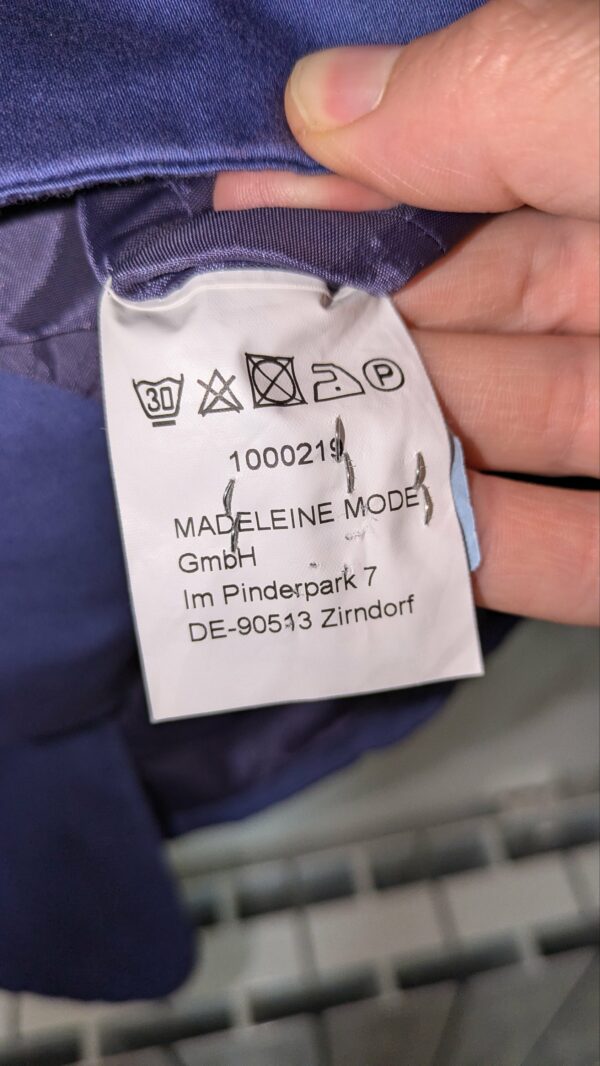 30
P
1000219
MADELEINE MODE
GmbH
Im Pinderpark 7
DE-90513 Zirndorf